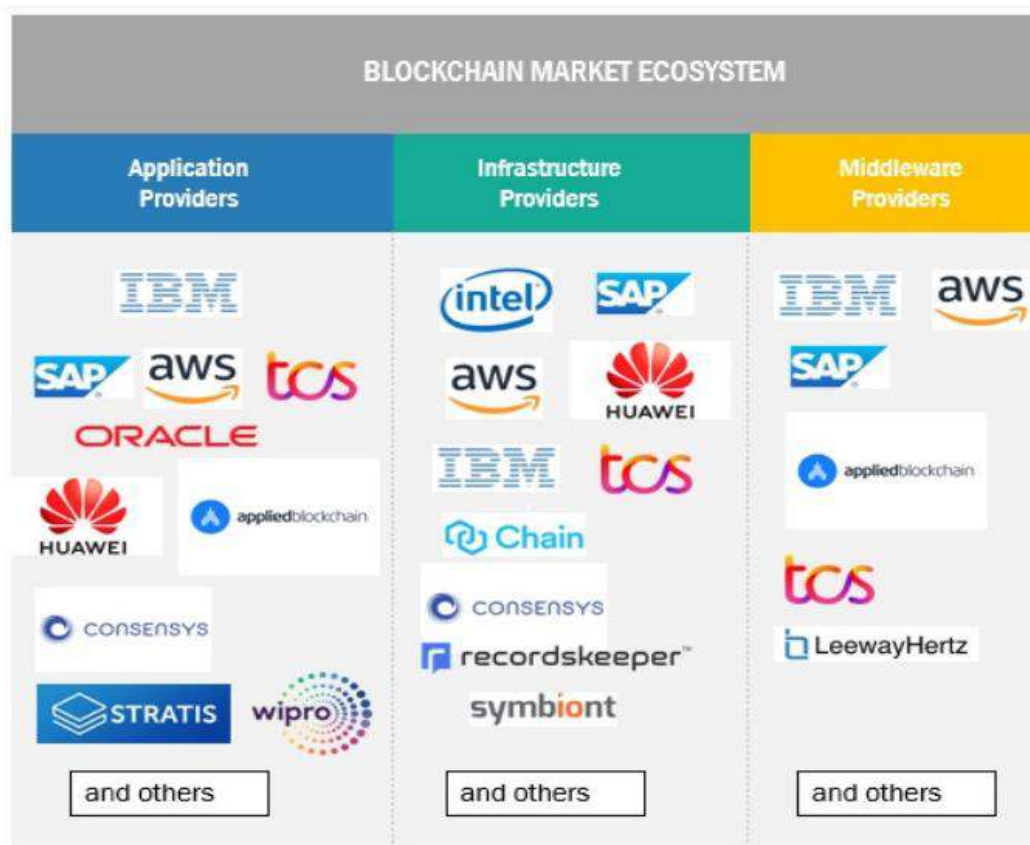 BLOCKCHAIN MARKET ECOSYSTEM
Application
Providers
IBM
SAP
aws
tcs
ORACLE
HUAWEI
appliedblockchain
CONSENSYS
STRATIS
wipro
and others
Infrastructure
Providers
intel
SAP
aws
HUAWEI
IBM
tcs
Chain
CONSENSYS
recordskeeper™
symbiont
and others
Middleware
Providers
IBM
aws
SAP
appliedblockchain
tcs
LeewayHertz
and others